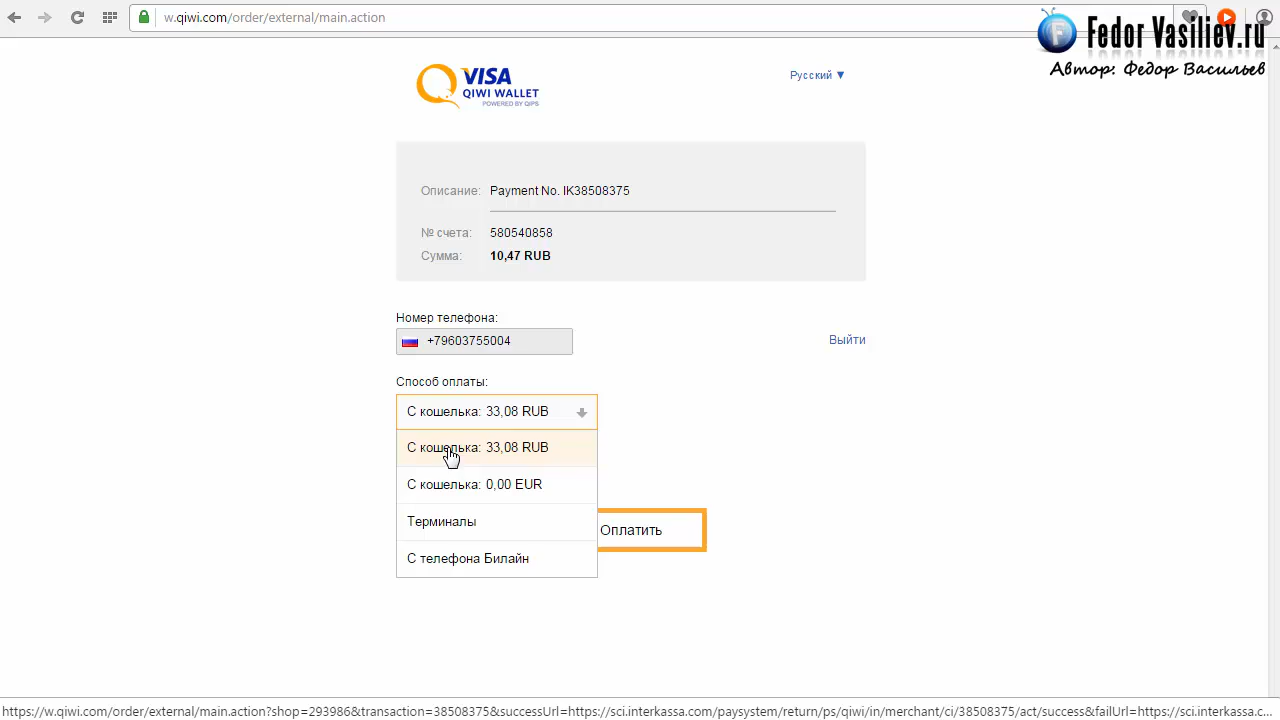 w.qiwi.com/order/external/main.action
Fedor Vasiliev.ru
Автор: Федор Васильев
VISA
QIWI WALLET
POWERED BY QIPS
Русский ▼
Описание: Payment No. IK38508375
№ счета: 580540858
Сумма: 10,47 RUB
Номер телефона:
+79603755004
Выйти
Способ оплаты:
С кошелька: 33,08 RUB
С кошелька: 33,08 RUB
С кошелька: 0,00 EUR
Терминалы
Оплатить
С телефона Билайн
https://w.qiwi.com/order/external/main.action?shop=293986&transaction=38508375&successUrl=https://sci.interkassa.com/paysystem/return/ps/qiwi/in/merchant/ci/38508375/act/success&failUrl=https://sci.interkassa.c...